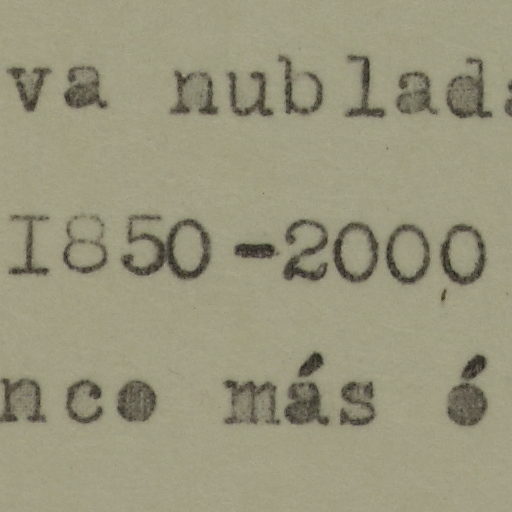 va nublada
I850-2000
nco más ó